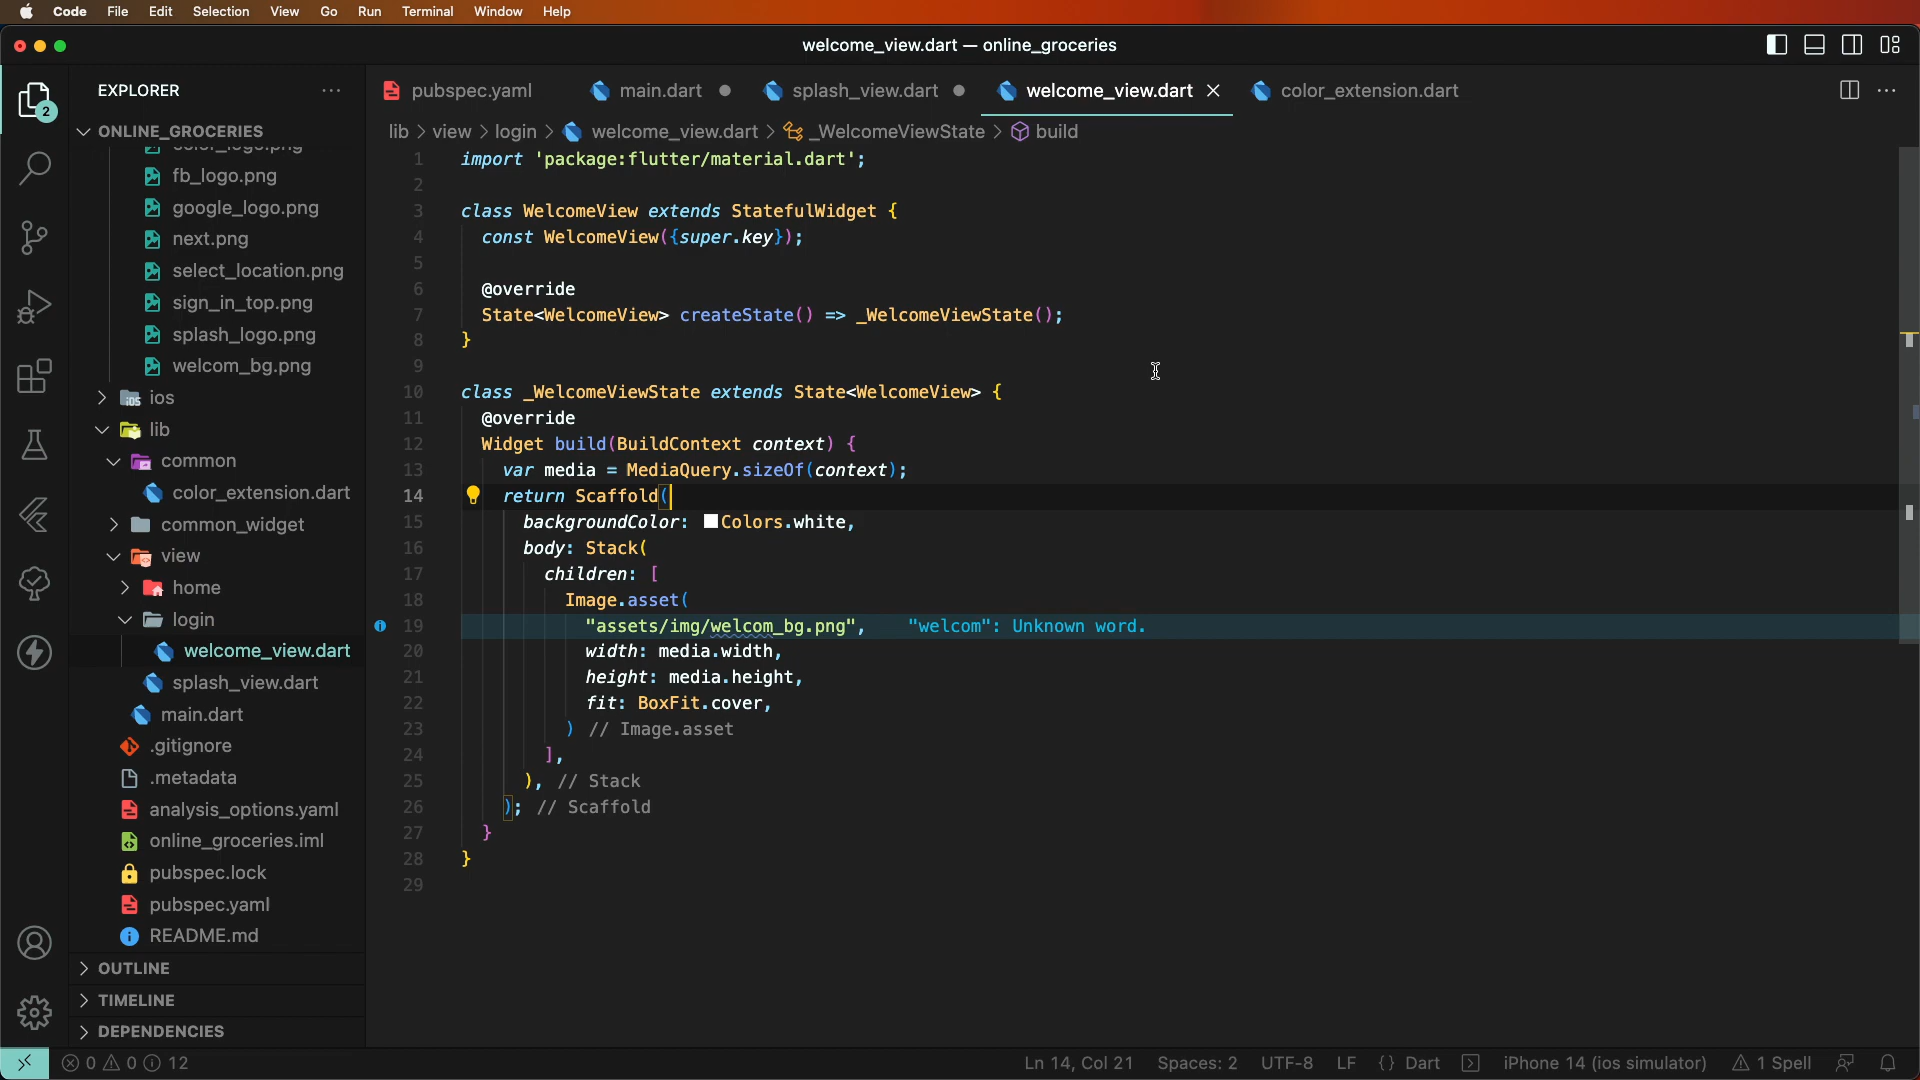 Code File Edit Selection View Go Run Terminal Window Help
welcome_view.dart — online_groceries
EXPLORER
pubspec.yaml main.dart splash_view.dart welcome_view.dart color_extension.dart
2
ONLINE_GROCERIES
lib > view > login > welcome_view.dart > _WelcomeViewState > build
fb_logo.png
google_logo.png
next.png
select_location.png
sign_in_top.png
splash_logo.png
welcom_bg.png
ios
lib
common
color_extension.dart
common_widget
view
home
login
welcome_view.dart
splash_view.dart
main.dart
.gitignore
.metadata
analysis_options.yaml
online_groceries.iml
pubspec.lock
pubspec.yaml
README.md
OUTLINE
TIMELINE
DEPENDENCIES
1 import 'package:flutter/material.dart';
2
3 class WelcomeView extends StatefulWidget {
4 const WelcomeView({super.key});
5
6 @override
7 State<WelcomeView> createState() => _WelcomeViewState();
8 }
9
10 class _WelcomeViewState extends State<WelcomeView> {
11 @override
12 Widget build(BuildContext context) {
13 var media = MediaQuery.sizeOf(context);
14 return Scaffold(
15 backgroundColor: Colors.white,
16 body: Stack(
17 children: [
18 Image.asset(
19 "assets/img/welcom_bg.png", "welcom": Unknown word.
20 width: media.width,
21 height: media.height,
22 fit: BoxFit.cover,
23 ) // Image.asset
24 ],
25 ), // Stack
26 ); // Scaffold
27 }
28 }
29
0 0 12 Ln 14, Col 21 Spaces: 2 UTF-8 LF {} Dart iPhone 14 (ios simulator) 1 Spell